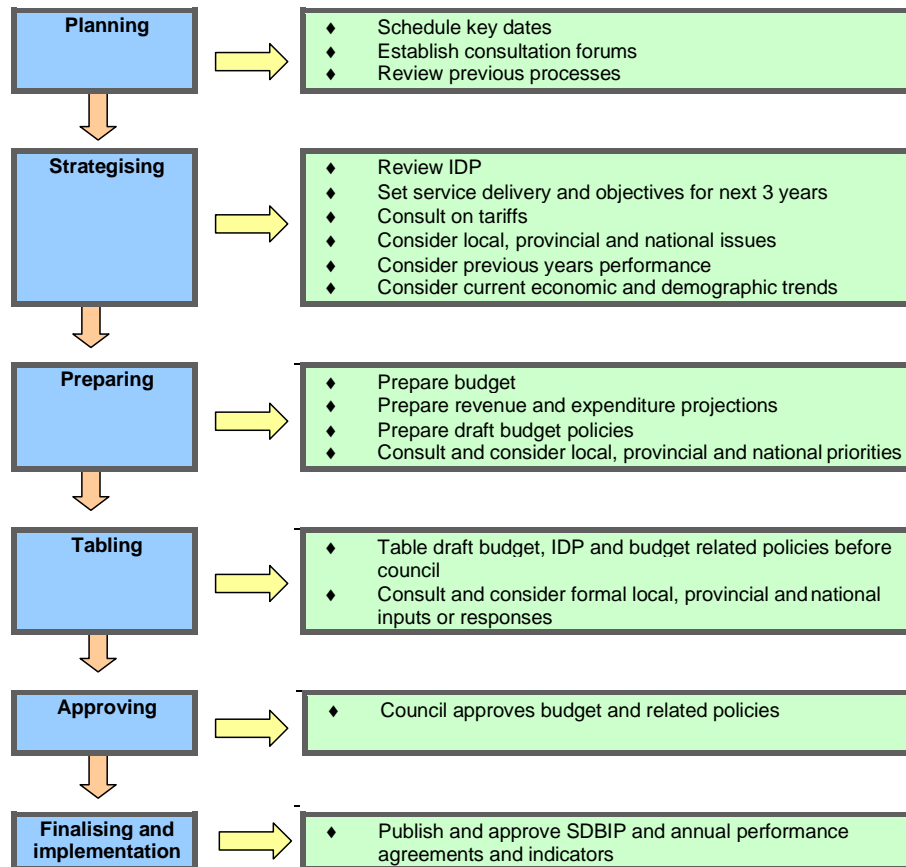 Planning
♦ Schedule key dates
♦ Establish consultation forums
♦ Review previous processes
Strategising
♦ Review IDP
♦ Set service delivery and objectives for next 3 years
♦ Consult on tariffs
♦ Consider local, provincial and national issues
♦ Consider previous years performance
♦ Consider current economic and demographic trends
Preparing
♦ Prepare budget
♦ Prepare revenue and expenditure projections
♦ Prepare draft budget policies
♦ Consult and consider local, provincial and national priorities
Tabling
♦ Table draft budget, IDP and budget related policies before
council
♦ Consult and consider formal local, provincial and national
inputs or responses
Approving
♦ Council approves budget and related policies
Finalising and
implementation
♦ Publish and approve SDBIP and annual performance
agreements and indicators